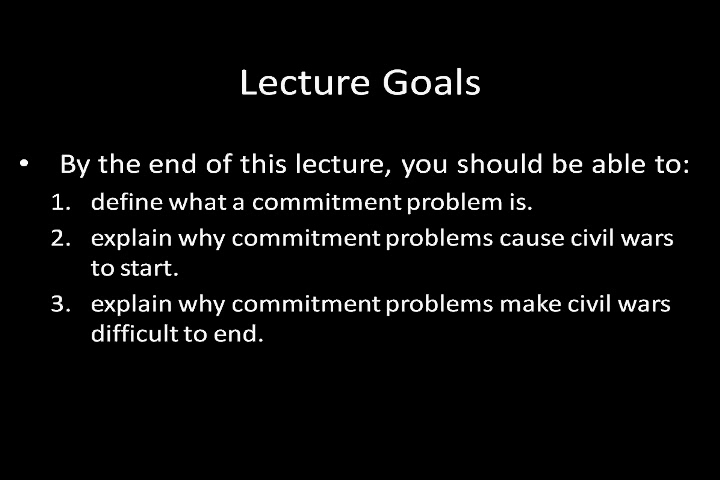 Lecture Goals
• By the end of this lecture, you should be able to:
1. define what a commitment problem is.
2. explain why commitment problems cause civil wars
to start.
3. explain why commitment problems make civil wars
difficult to end.